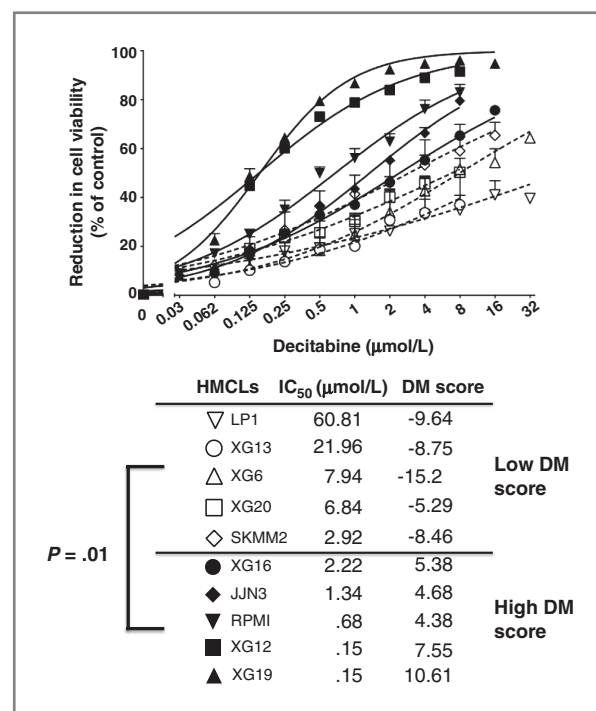 Reduction in cell viability
(% of control)
100
80
60
40
20
0
0 0.03 0.062 0.125 0.25 0.5 1 2 4 8 16 32
Decitabine (μmol/L)
HMCLs IC50 (μmol/L) DM score
LP1 60.81 -9.64
XG13 21.96 -8.75
XG6 7.94 -15.2
XG20 6.84 -5.29
SKMM2 2.92 -8.46
Low DM
score
P = .01
XG16 2.22 5.38
JJN3 1.34 4.68
RPMI .68 4.38
XG12 .15 7.55
XG19 .15 10.61
High DM
score